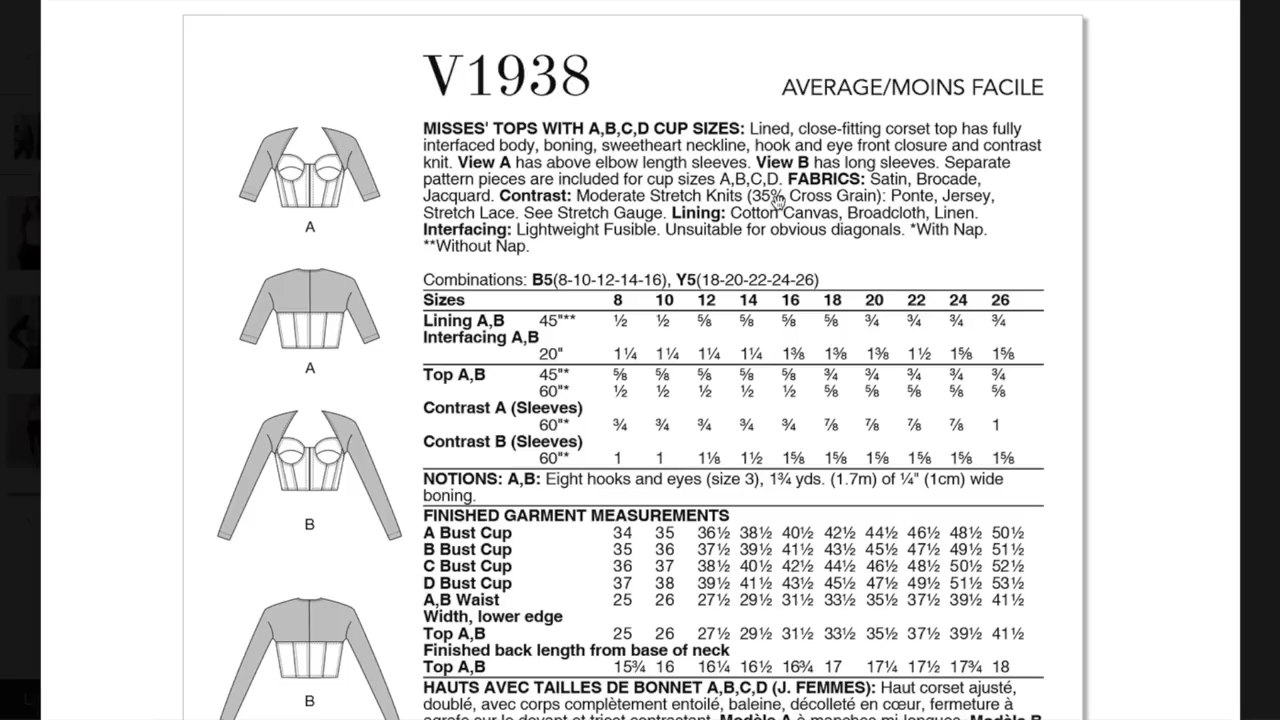 V1938
AVERAGE/MOINS FACILE
MISSES' TOPS WITH A,B,C,D CUP SIZES: Lined, close-fitting corset top has fully
interfaced body, boning, sweetheart neckline, hook and eye front closure and contrast
knit. View A has above elbow length sleeves. View B has long sleeves. Separate
pattern pieces are included for cup sizes A,B,C,D. FABRICS: Satin, Brocade,
Jacquard. Contrast: Moderate Stretch Knits (35% Cross Grain): Ponte, Jersey,
Stretch Lace. See Stretch Gauge. Lining: Cotton Canvas, Broadcloth, Linen.
Interfacing: Lightweight Fusible. Unsuitable for obvious diagonals. *With Nap.
**Without Nap.
A
A
B
B
Combinations: B5(8-10-12-14-16), Y5(18-20-22-24-26)
Sizes 8 10 12 14 16 18 20 22 24 26
Lining A,B 45"** ½ ½ ⅝ ⅝ ⅝ ⅝ ¾ ¾ ¾ ¾
Interfacing A,B
20" 1¼ 1¼ 1¼ 1¼ 1⅜ 1⅜ 1⅜ 1½ 1⅝ 1⅝
Top A,B 45"* ⅝ ⅝ ⅝ ⅝ ⅝ ¾ ¾ ¾ ¾ ¾
60"* ½ ½ ½ ½ ½ ⅝ ⅝ ⅝ ⅝ ⅝
Contrast A (Sleeves)
60"* ¾ ¾ ¾ ¾ ¾ ⅞ ⅞ ⅞ ⅞ 1
Contrast B (Sleeves)
60"* 1 1 1⅛ 1½ 1⅝ 1⅝ 1⅝ 1⅝ 1⅝ 1⅝
NOTIONS: A,B: Eight hooks and eyes (size 3), 1¾ yds. (1.7m) of ¼" (1cm) wide
boning.
FINISHED GARMENT MEASUREMENTS
A Bust Cup 34 35 36½ 38½ 40½ 42½ 44½ 46½ 48½ 50½
B Bust Cup 35 36 37½ 39½ 41½ 43½ 45½ 47½ 49½ 51½
C Bust Cup 36 37 38½ 40½ 42½ 44½ 46½ 48½ 50½ 52½
D Bust Cup 37 38 39½ 41½ 43½ 45½ 47½ 49½ 51½ 53½
A,B Waist 25 26 27½ 29½ 31½ 33½ 35½ 37½ 39½ 41½
Width, lower edge
Top A,B 25 26 27½ 29½ 31½ 33½ 35½ 37½ 39½ 41½
Finished back length from base of neck
Top A,B 15¾ 16 16¼ 16½ 16¾ 17 17¼ 17½ 17¾ 18
HAUTS AVEC TAILLES DE BONNET A,B,C,D (J. FEMMES): Haut corset ajusté,
doublé, avec corps complètement entoilé, baleine, décolleté en cœur, fermeture à
agrafe sur le devant et tricot contrastant. Modèle A à manches mi-longues. Modèle B